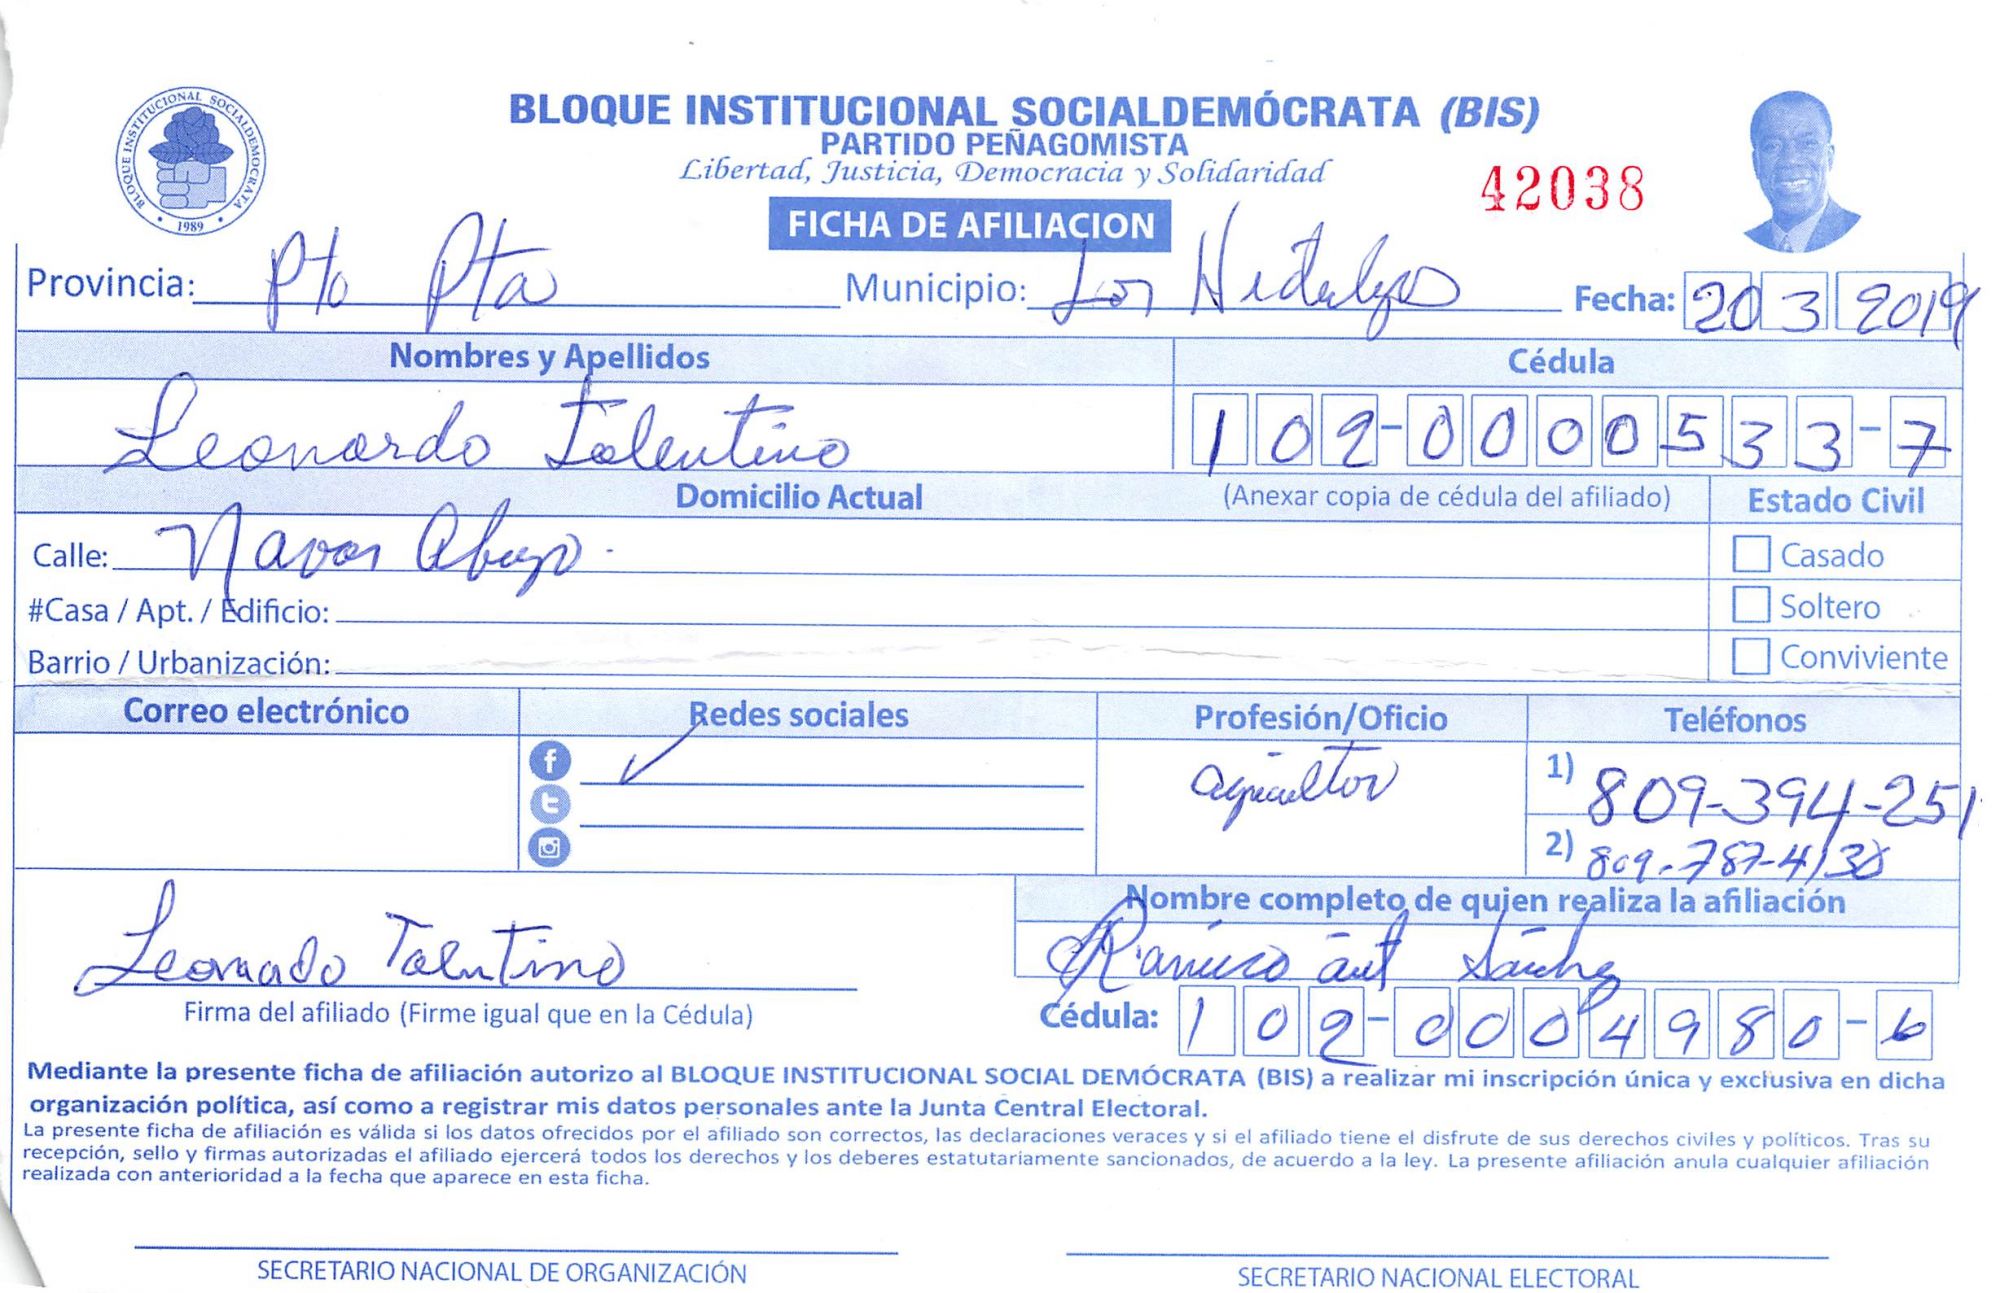 BLOQUE INSTITUCIONAL SOCIALDEMÓCRATA (BIS)
PARTIDO PEÑAGOMISTA
Libertad, Justicia, Democracia y Solidaridad
BLOQUE INSTITUCIONAL SOCIALDEMOCRATA
1989
42038
FICHA DE AFILIACION
Provincia: Pto Pta Municipio: Los Hidalgos Fecha: 20 3 2019
Nombres y Apellidos Cédula
Leonardo Tolentino 102-0000533-7
Domicilio Actual (Anexar copia de cédula del afiliado) Estado Civil
Calle: Navas Abajo. Casado
#Casa / Apt. / Edificio: Soltero
Barrio / Urbanización: Conviviente
Correo electrónico Redes sociales Profesión/Oficio Teléfonos
agricultor 1) 809-394-251
2) 809-787-4138
Nombre completo de quien realiza la afiliación
Leonardo Tolentino Ramirez ant Sánchez
Firma del afiliado (Firme igual que en la Cédula) Cédula: 102-0004980-6
Mediante la presente ficha de afiliación autorizo al BLOQUE INSTITUCIONAL SOCIAL DEMÓCRATA (BIS) a realizar mi inscripción única y exclusiva en dicha
organización política, así como a registrar mis datos personales ante la Junta Central Electoral.
La presente ficha de afiliación es válida si los datos ofrecidos por el afiliado son correctos, las declaraciones veraces y si el afiliado tiene el disfrute de sus derechos civiles y políticos. Tras su
recepción, sello y firmas autorizadas el afiliado ejercerá todos los derechos y los deberes estatutariamente sancionados, de acuerdo a la ley. La presente afiliación anula cualquier afiliación
realizada con anterioridad a la fecha que aparece en esta ficha.
SECRETARIO NACIONAL DE ORGANIZACIÓN SECRETARIO NACIONAL ELECTORAL